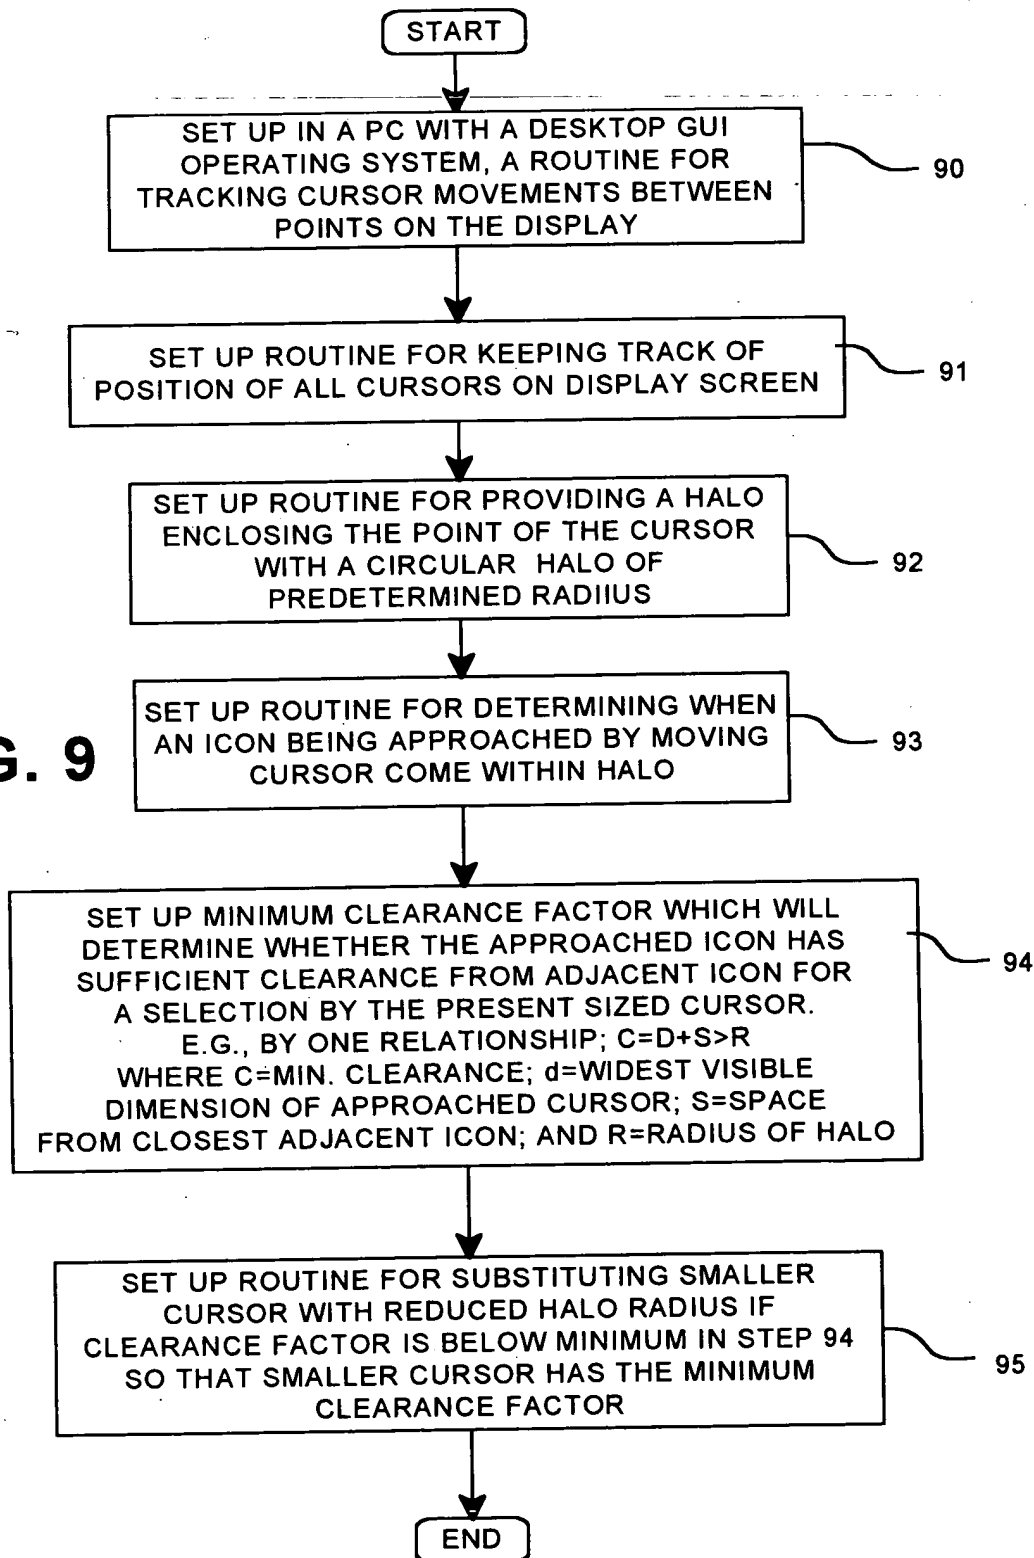 START
SET UP IN A PC WITH A DESKTOP GUI
OPERATING SYSTEM, A ROUTINE FOR
TRACKING CURSOR MOVEMENTS BETWEEN
POINTS ON THE DISPLAY
90
SET UP ROUTINE FOR KEEPING TRACK OF
POSITION OF ALL CURSORS ON DISPLAY SCREEN
91
SET UP ROUTINE FOR PROVIDING A HALO
ENCLOSING THE POINT OF THE CURSOR
WITH A CIRCULAR HALO OF
PREDETERMINED RADIIUS
92
SET UP ROUTINE FOR DETERMINING WHEN
AN ICON BEING APPROACHED BY MOVING
CURSOR COME WITHIN HALO
93
G. 9
SET UP MINIMUM CLEARANCE FACTOR WHICH WILL
DETERMINE WHETHER THE APPROACHED ICON HAS
SUFFICIENT CLEARANCE FROM ADJACENT ICON FOR
A SELECTION BY THE PRESENT SIZED CURSOR.
E.G., BY ONE RELATIONSHIP; C=D+S>R
WHERE C=MIN. CLEARANCE; d=WIDEST VISIBLE
DIMENSION OF APPROACHED CURSOR; S=SPACE
FROM CLOSEST ADJACENT ICON; AND R=RADIUS OF HALO
94
SET UP ROUTINE FOR SUBSTITUTING SMALLER
CURSOR WITH REDUCED HALO RADIUS IF
CLEARANCE FACTOR IS BELOW MINIMUM IN STEP 94
SO THAT SMALLER CURSOR HAS THE MINIMUM
CLEARANCE FACTOR
95
END